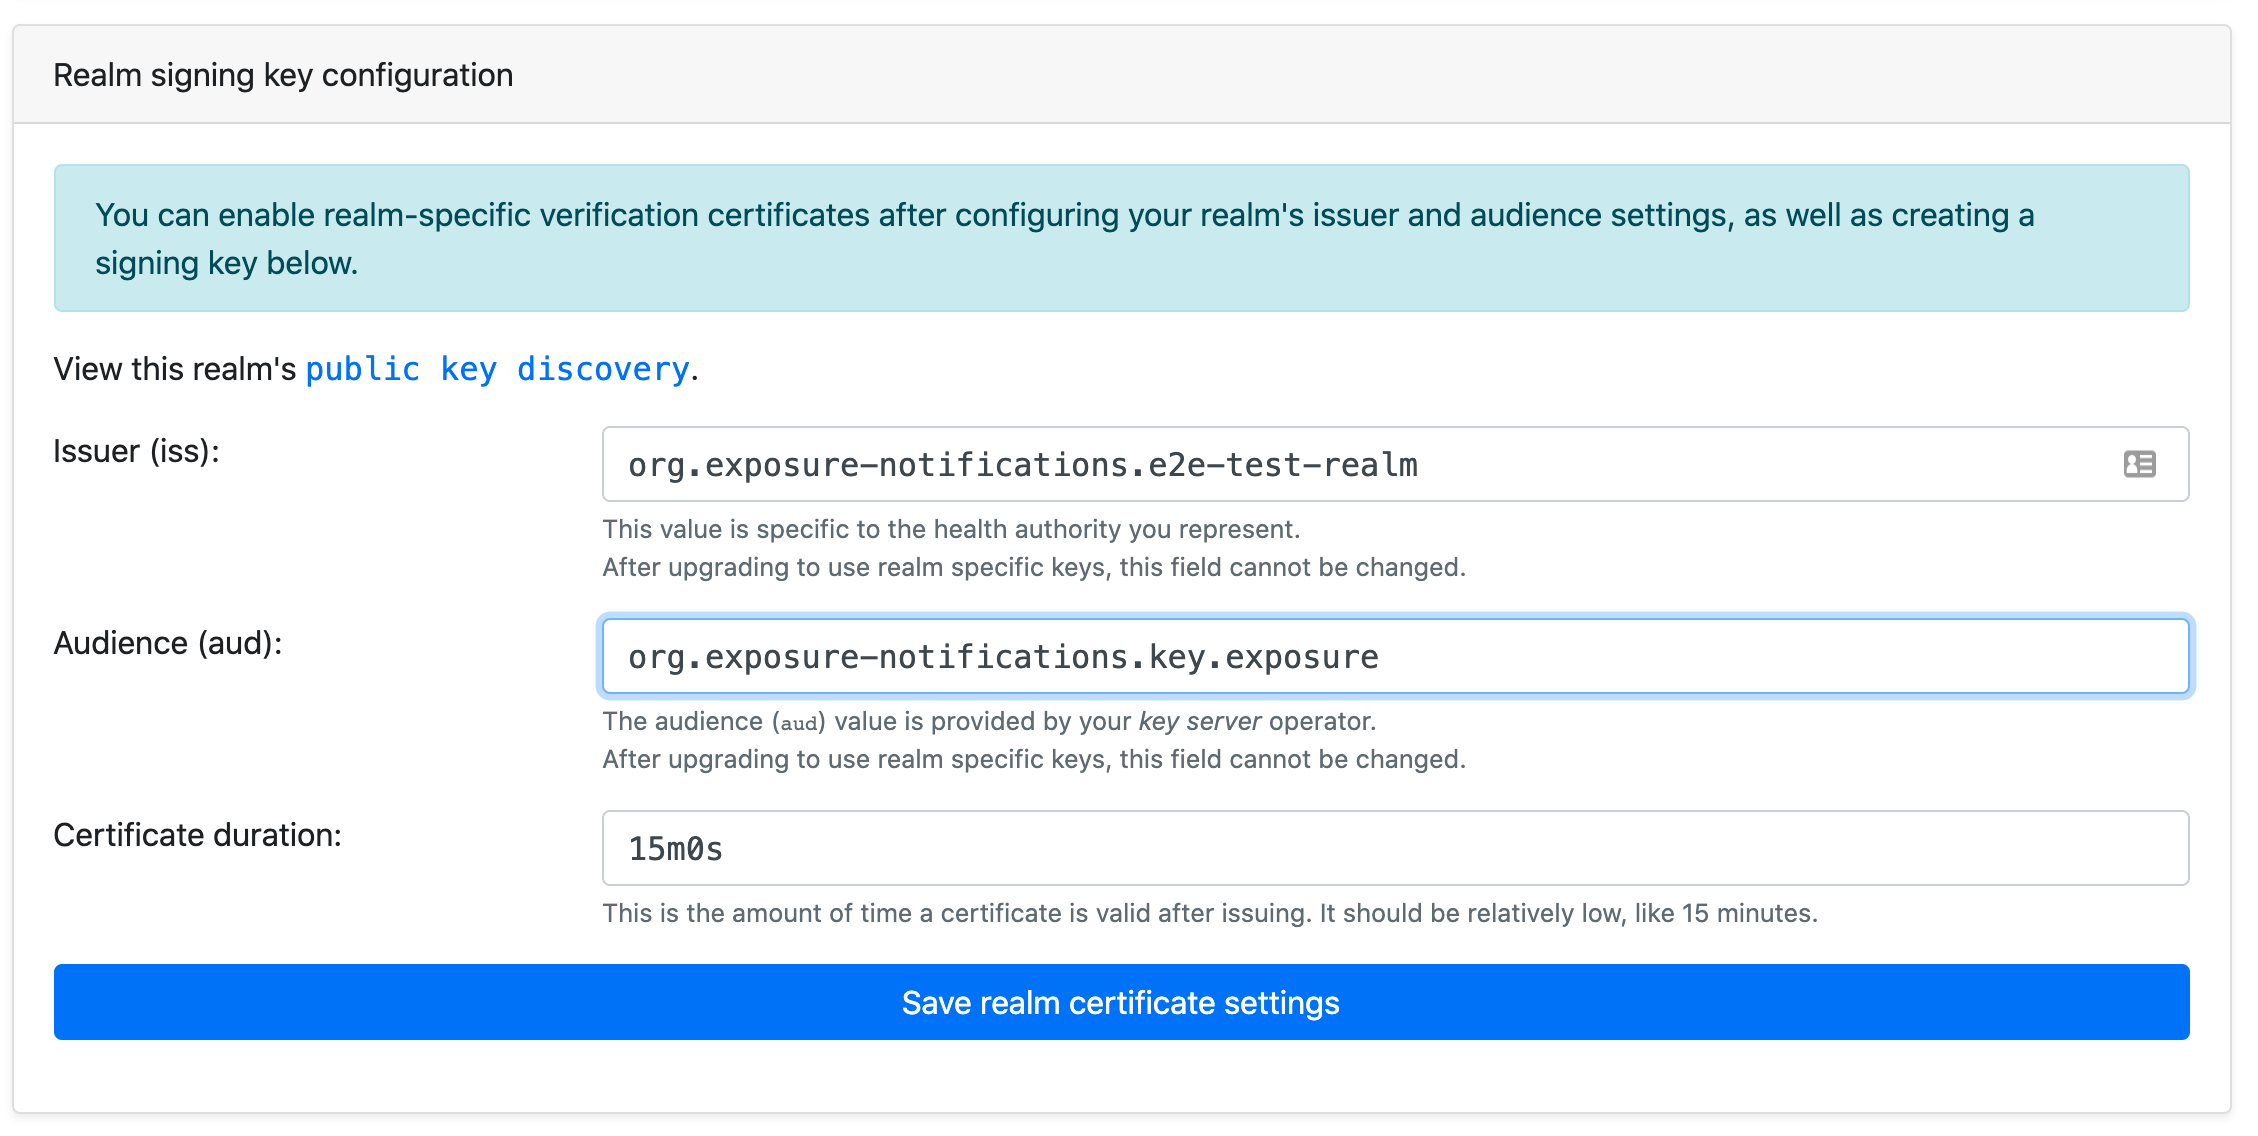 Realm signing key configuration
You can enable realm-specific verification certificates after configuring your realm's issuer and audience settings, as well as creating a
signing key below.
View this realm's public key discovery.
Issuer (iss):
org.exposure-notifications.e2e-test-realm
This value is specific to the health authority you represent.
After upgrading to use realm specific keys, this field cannot be changed.
Audience (aud):
org.exposure-notifications.key.exposure
The audience (aud) value is provided by your key server operator.
After upgrading to use realm specific keys, this field cannot be changed.
Certificate duration:
15m0s
This is the amount of time a certificate is valid after issuing. It should be relatively low, like 15 minutes.
Save realm certificate settings